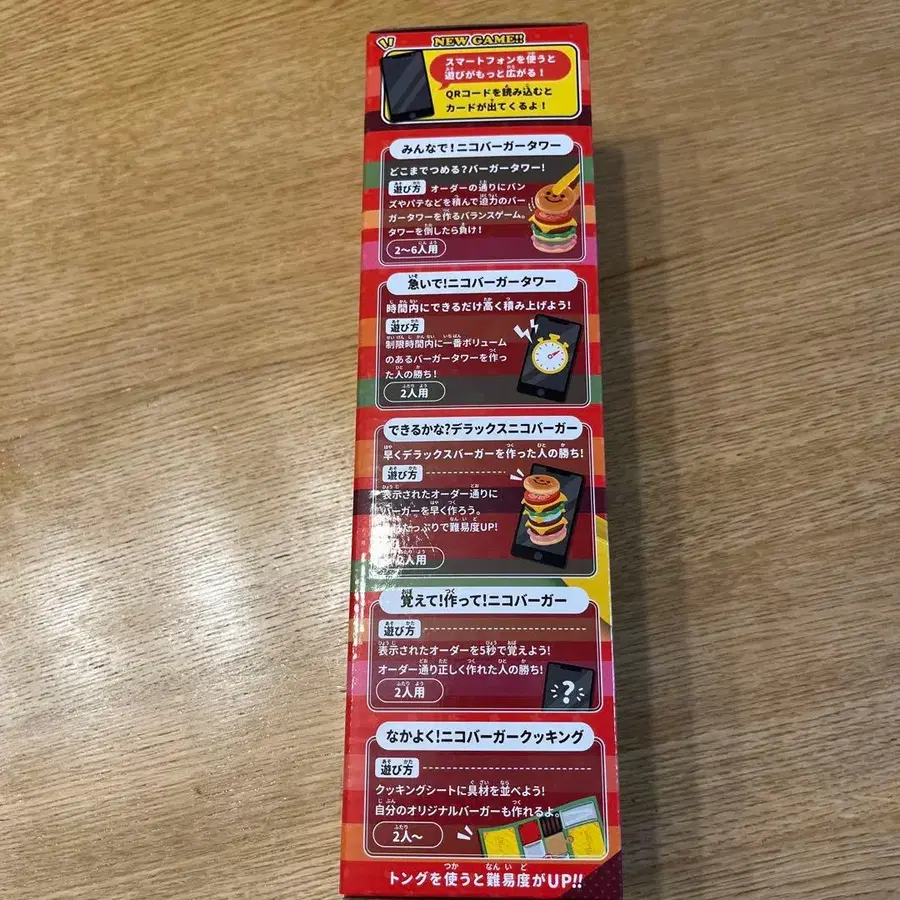 NEW GAME!!
スマートフォンを使うと
遊びがもっと広がる!
QRコードを読み込むと
カードが出てくるよ!
みんなで!ニコバーガータワー
どこまでつめる?バーガータワー!
遊び方 オーダーの通りにバン
ズやパテなどを積んで迫力のバー
ガータワーを作るバランスゲーム。
タワーを倒したら負け!
2〜6人用
急いで!ニコバーガータワー
時間内にできるだけ高く積み上げよう!
遊び方
制限時間内に一番ボリューム
のあるバーガータワーを作っ
た人の勝ち!
2人用
できるかな?デラックスニコバーガー
早くデラックスバーガーを作った人の勝ち!
遊び方
表示されたオーダー通りに
バーガーを早く作ろう。
たっぷりで難易度UP!
2人用
覚えて!作って!ニコバーガー
遊び方
表示されたオーダーを5秒で覚えよう!
オーダー通り正しく作れた人の勝ち!
2人用
?
なかよく!ニコバーガークッキング
遊び方
クッキングシートに具材を並べよう!
自分のオリジナルバーガーも作れるよ。
2人〜
トングを使うと難易度がUP!!